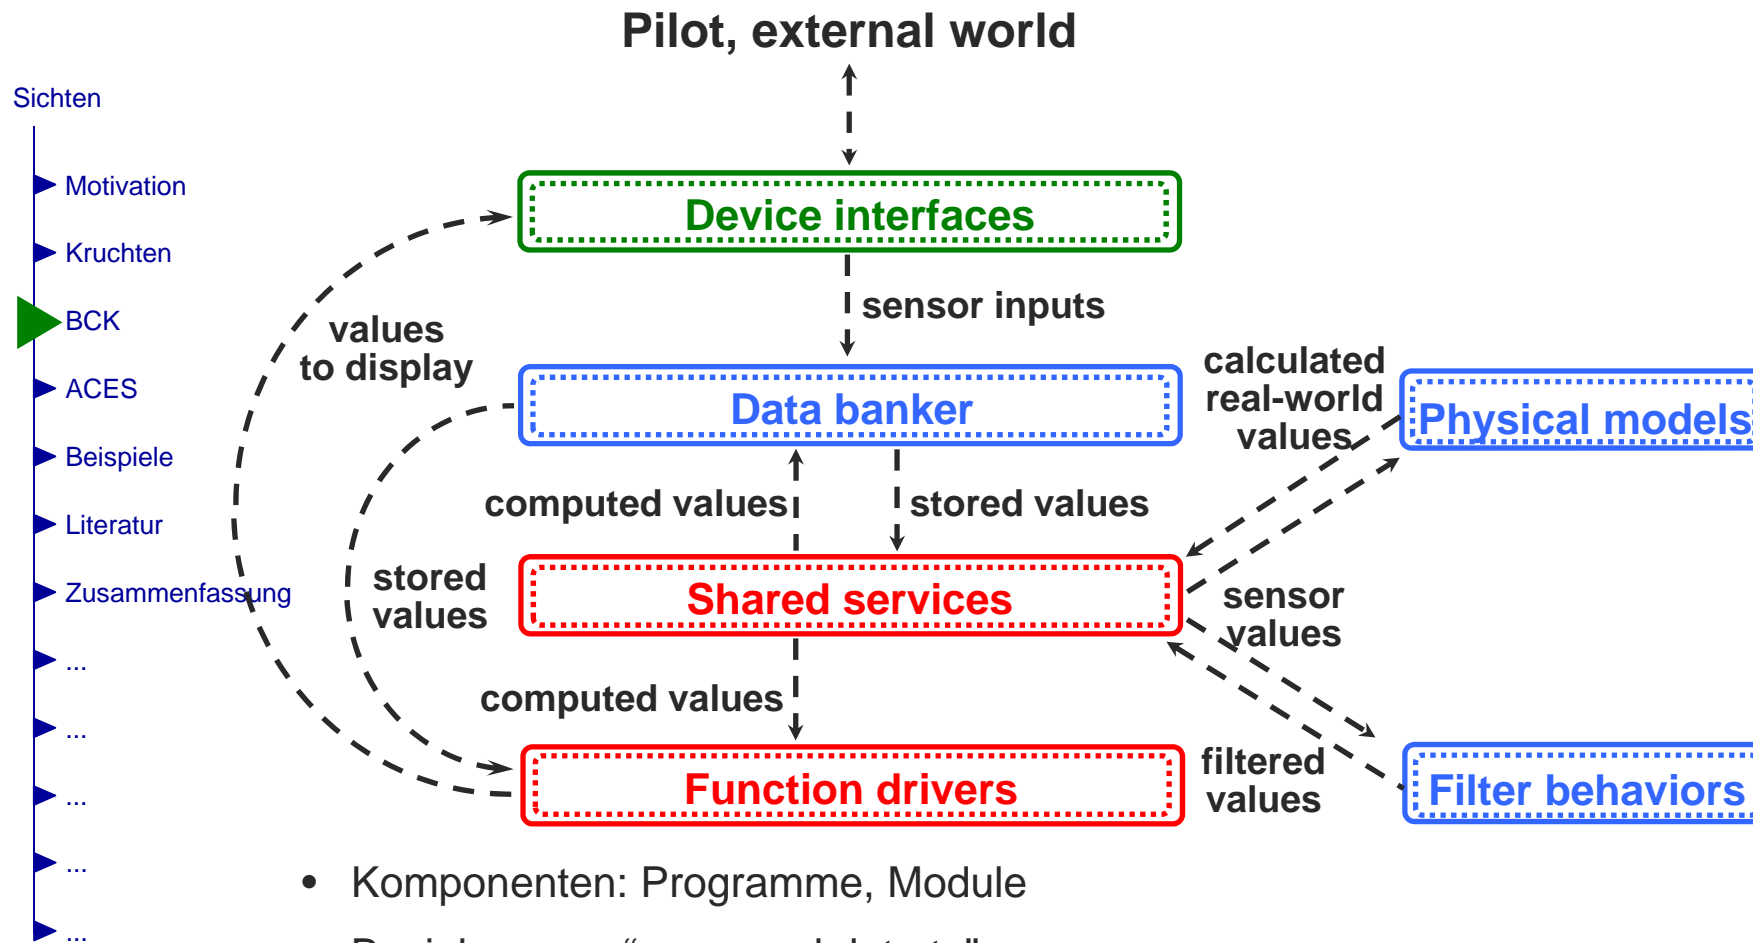 Pilot, external world
Sichten
Motivation
Kruchten
BCK
ACES
Beispiele
Literatur
Zusammenfassung
...
...
...
...
...
Device interfaces
sensor inputs
values
to display
Data banker
calculated
real-world
values
Physical models
computed values
stored values
stored
values
Shared services
sensor
values
computed values
Function drivers
filtered
values
Filter behaviors
• Komponenten: Programme, Module